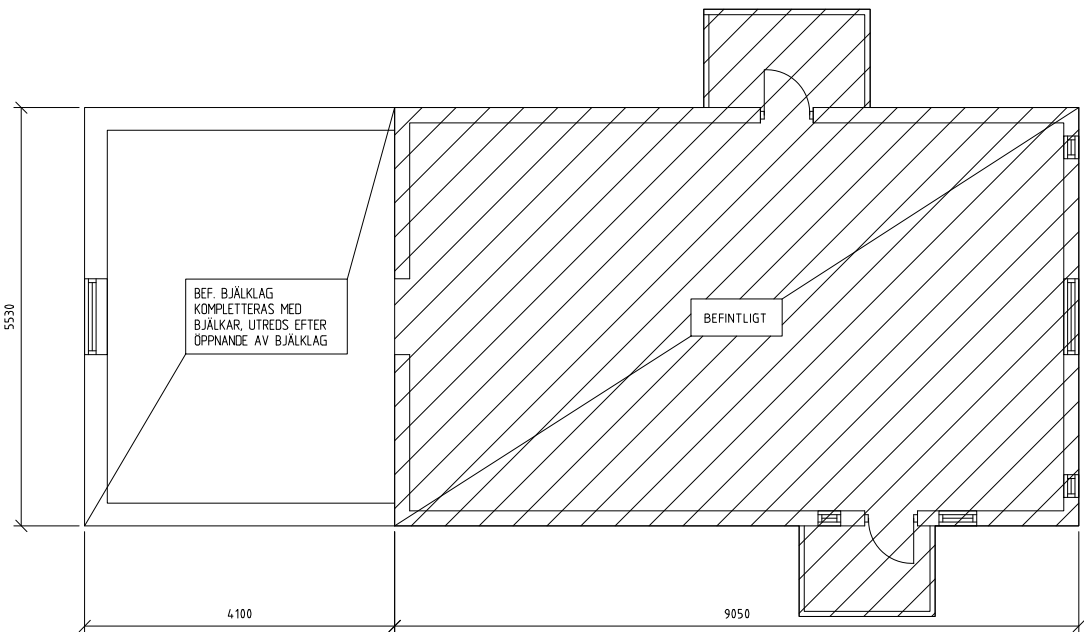 5530
BEF. BJÄLKLAG
KOMPLETTERAS MED
BJÄLKAR, UTREDS EFTER
ÖPPNANDE AV BJÄLKLAG
BEFINTLIGT
4100
9050